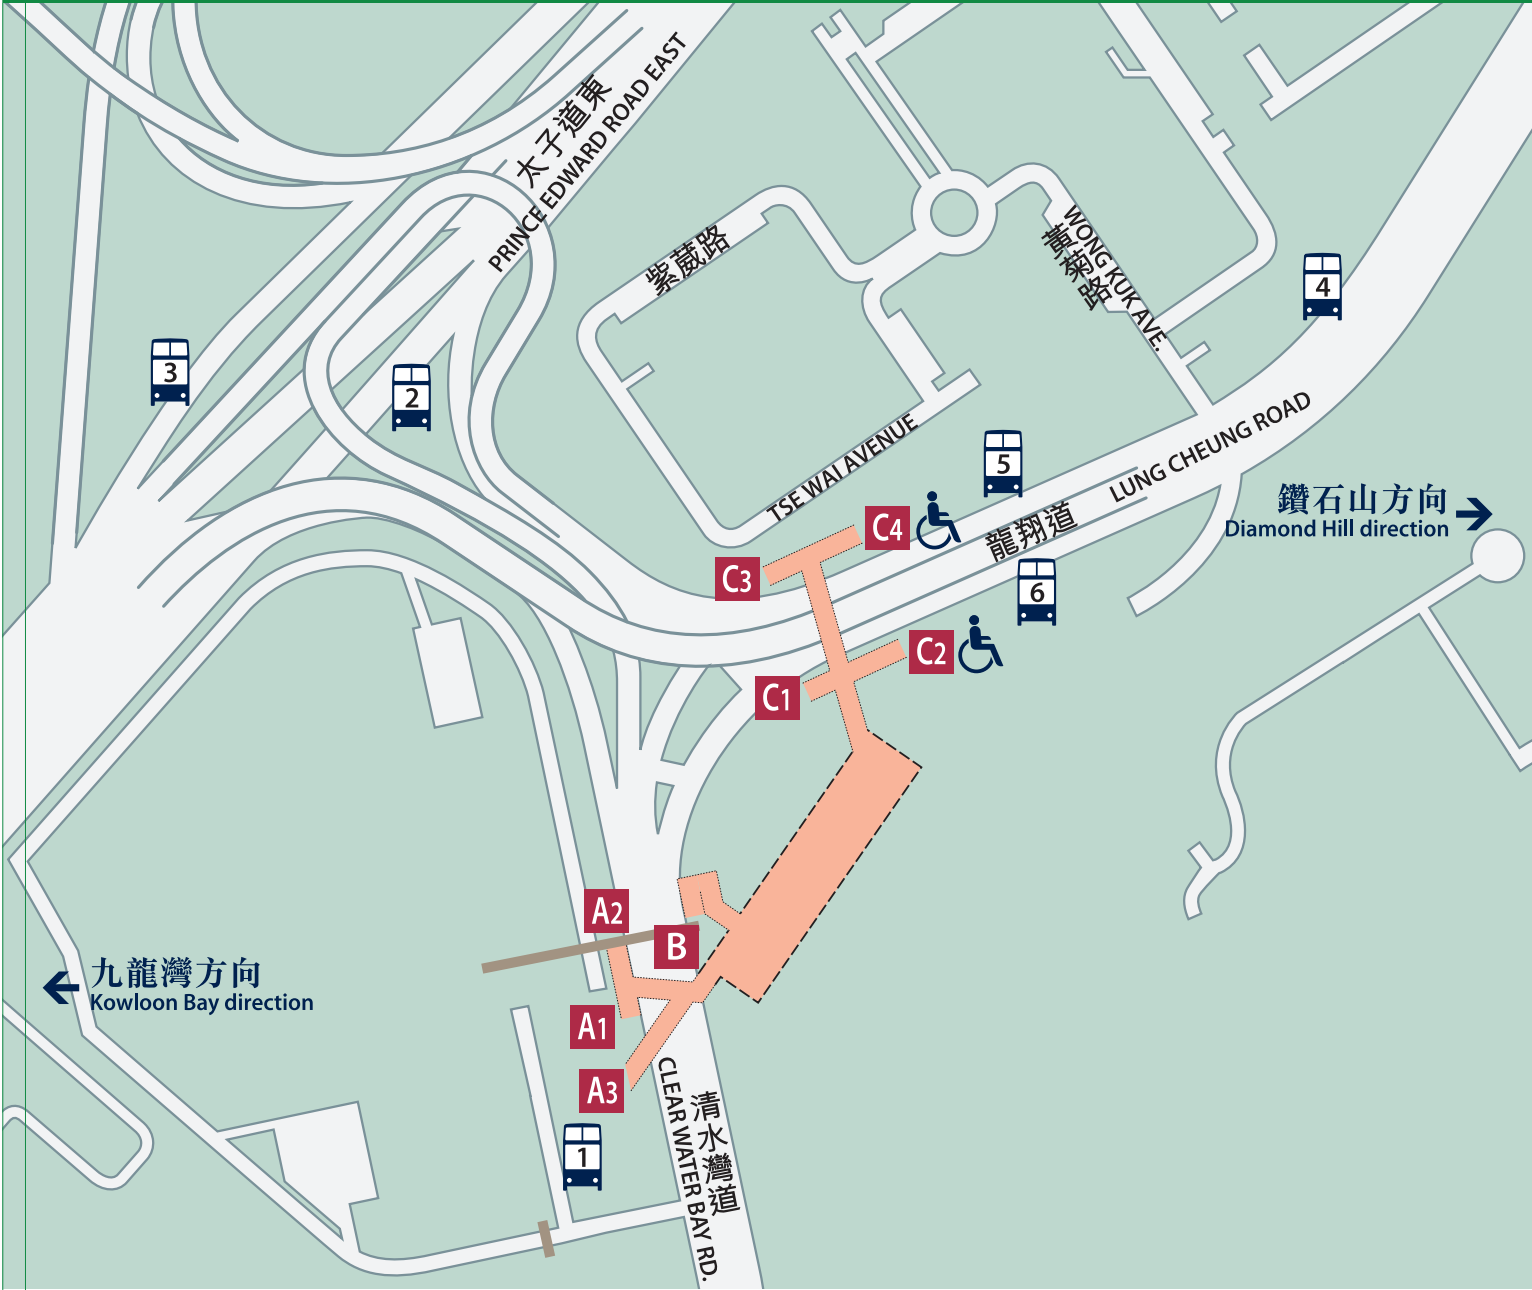 太子道東
PRINCE EDWARD ROAD EAST
紫葳路
WONG KUK AVE.
黃菊路
4
3
2
LUNG CHEUNG ROAD
TSE WAI AVENUE
5
鑽石山方向
Diamond Hill direction
C4
龍翔道
C3
6
C2
C1
A2
B
九龍灣方向
Kowloon Bay direction
A1
A3
CLEAR WATER BAY RD.
清水灣道
1